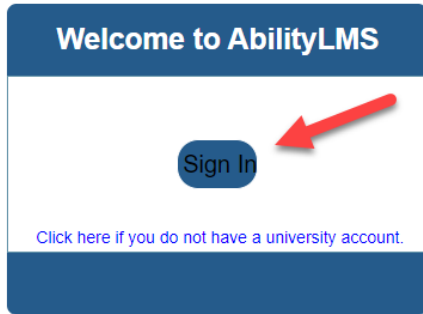 Welcome to AbilityLMS
Sign In
Click here if you do not have a university account.